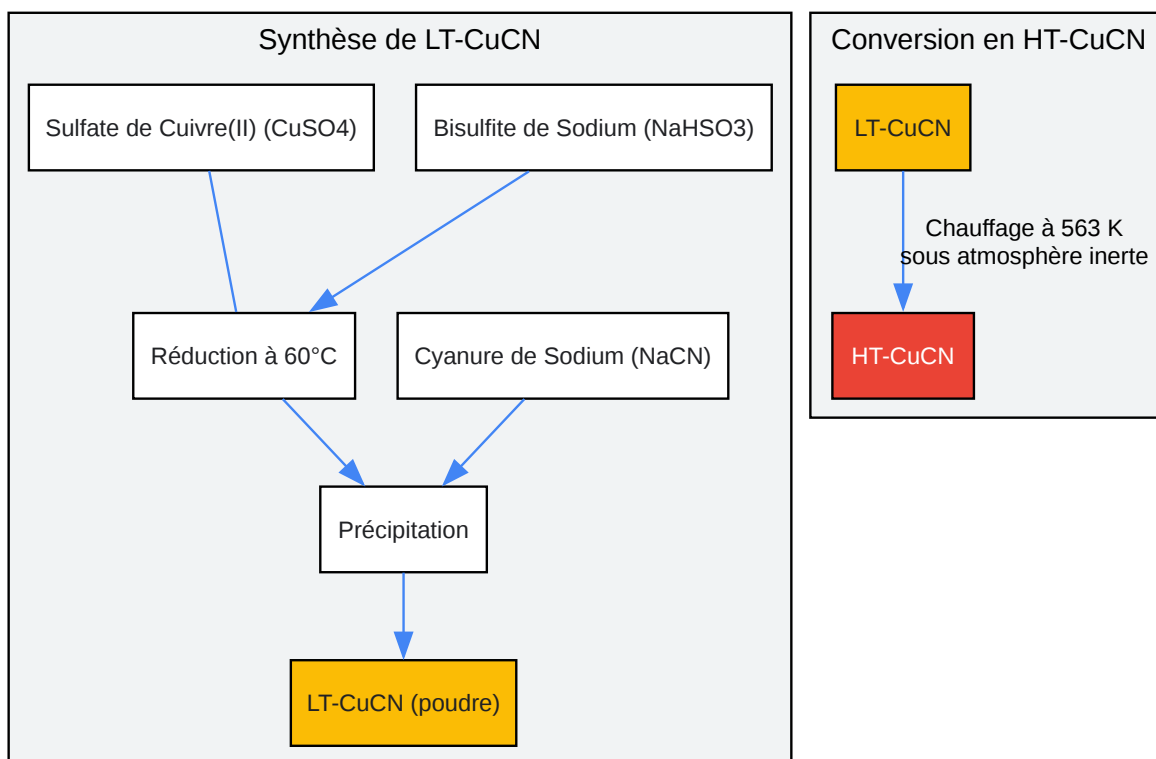 Synthèse de LT-CuCN
Sulfate de Cuivre(II) (CuSO4)
Bisulfite de Sodium (NaHSO3)
Réduction à 60°C
Cyanure de Sodium (NaCN)
Précipitation
LT-CuCN (poudre)
Conversion en HT-CuCN
LT-CuCN
Chauffage à 563 K
sous atmosphère inerte
HT-CuCN